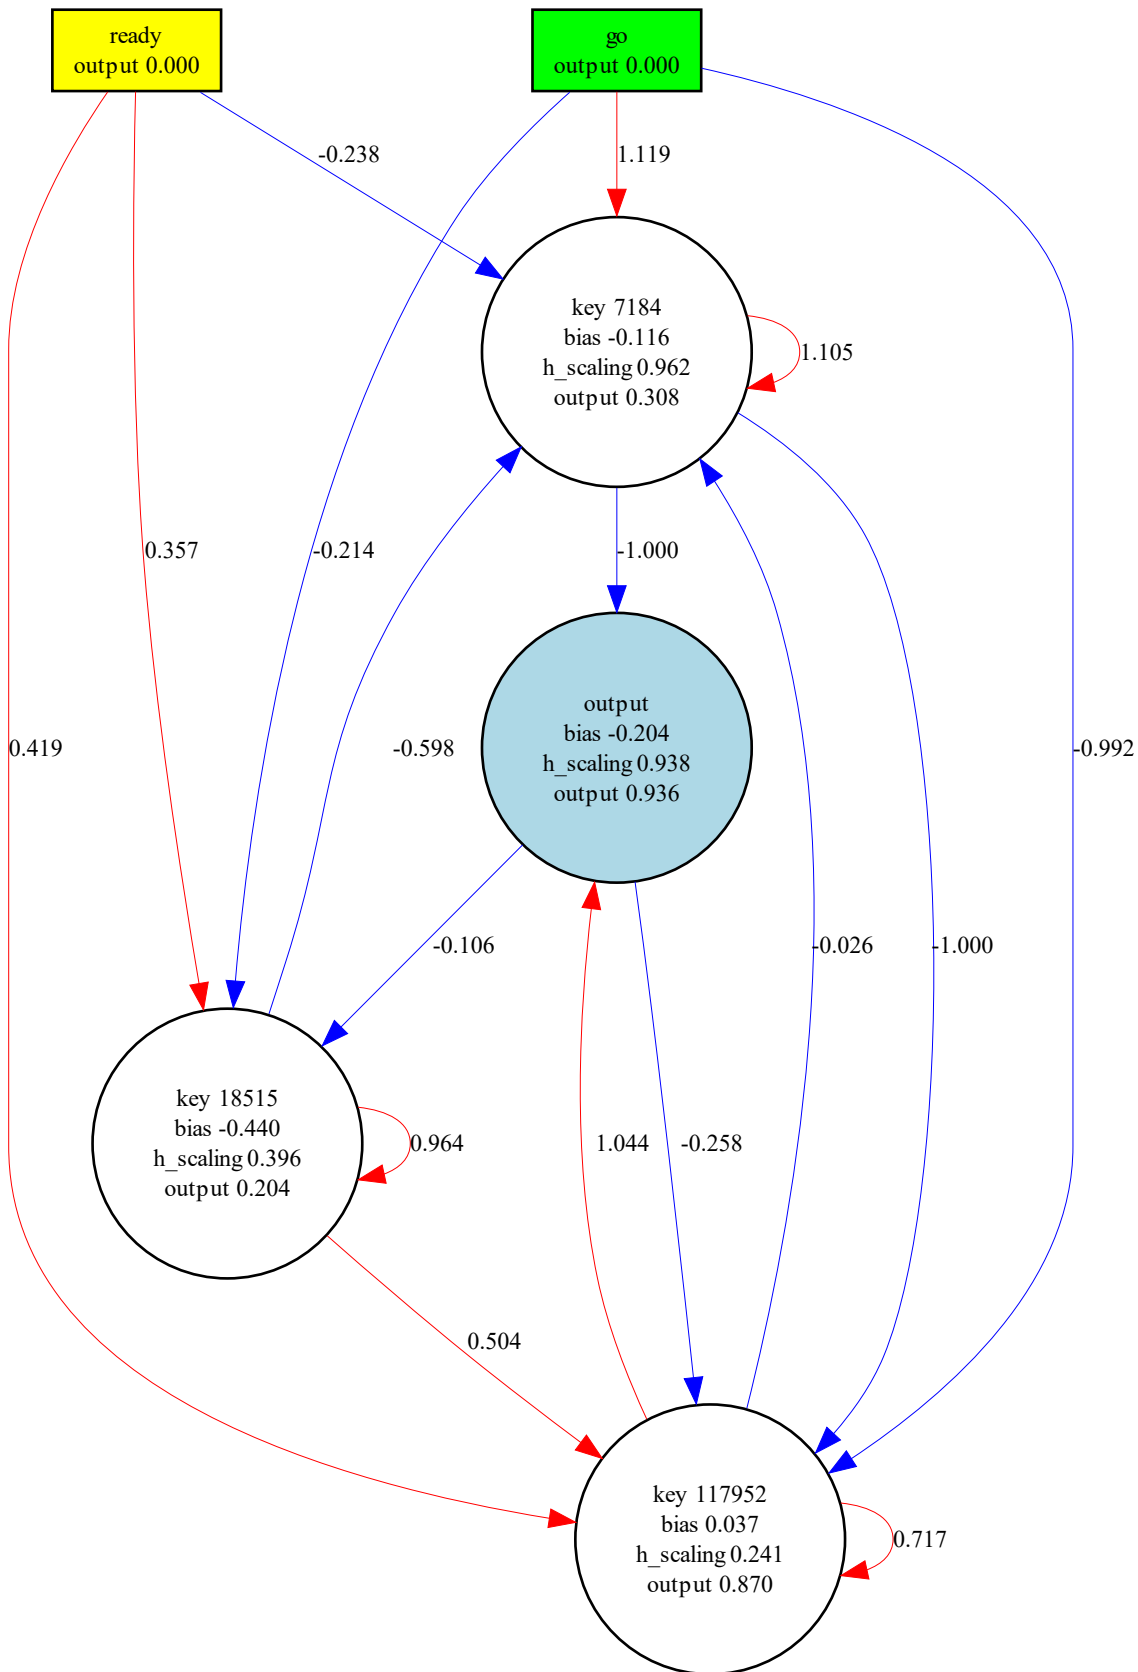 ready
output 0.000
go
output 0.000
-0.238
1.119
key 7184
bias -0.116
h_scaling 0.962
output 0.308
1.105
0.357
-0.214
-1.000
output
bias -0.204
h_scaling 0.938
output 0.936
0.419
-0.598
-0.992
-0.106
-0.026
-1.000
key 18515
bias -0.440
h_scaling 0.396
output 0.204
0.964
1.044
-0.258
0.504
key 117952
bias 0.037
h_scaling 0.241
output 0.870
0.717